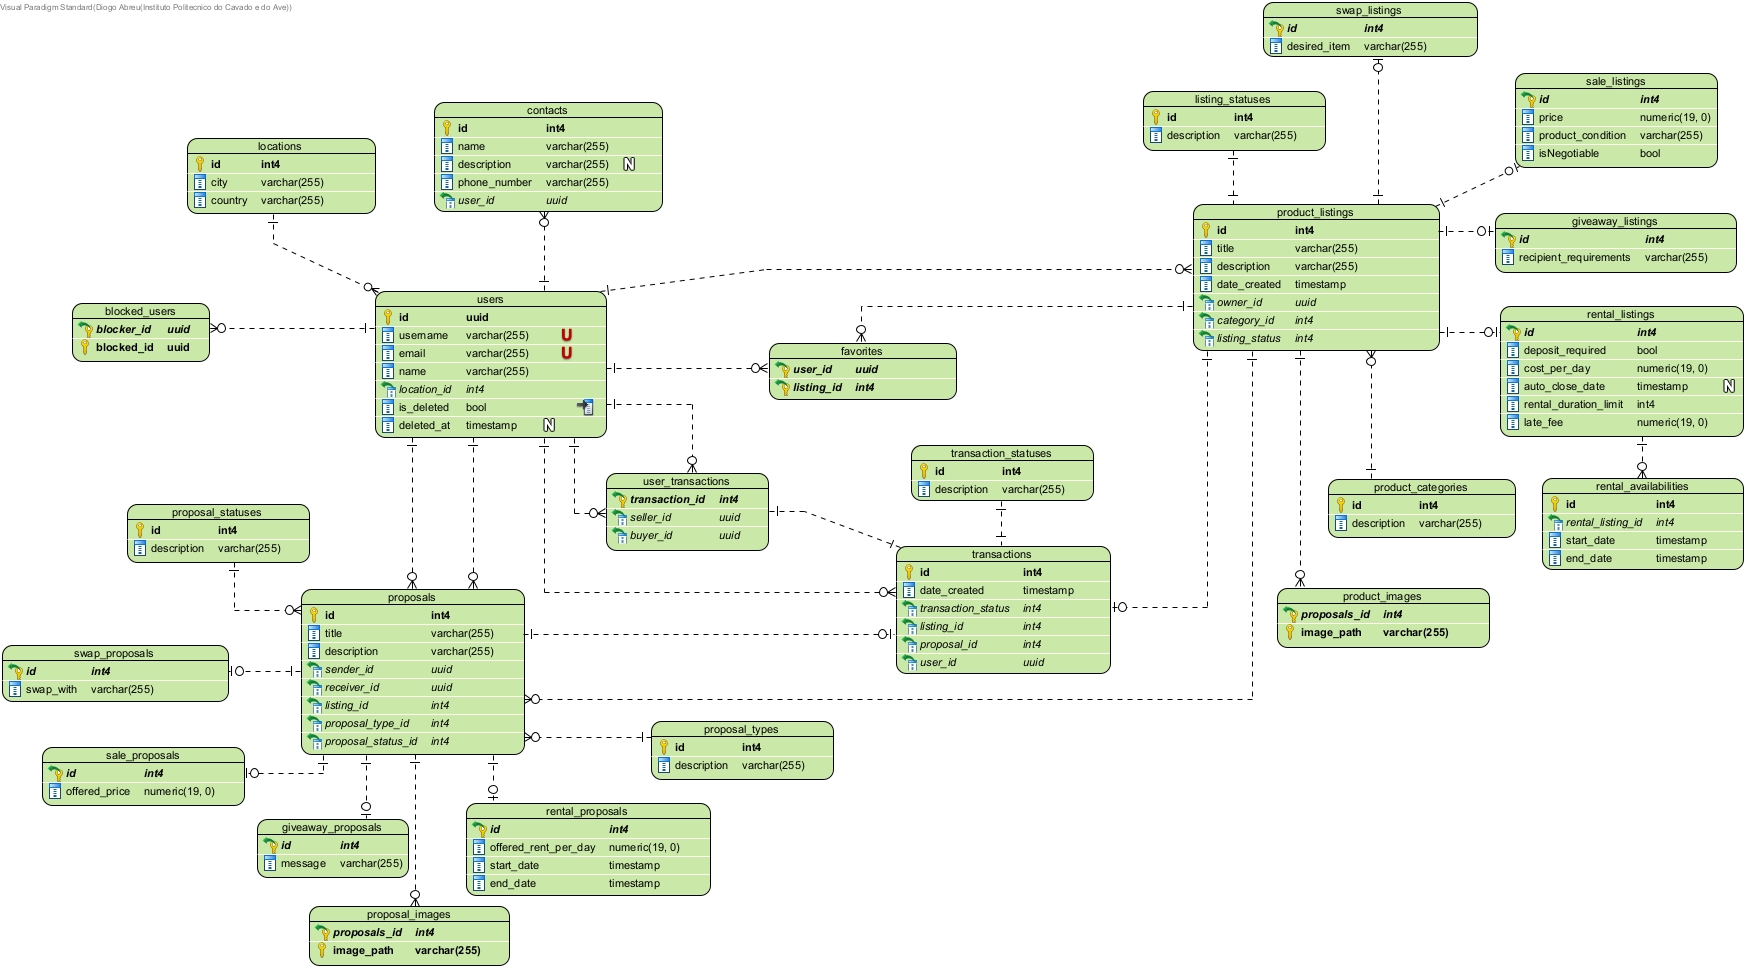 Visual Paradigm Standard(Diogo Abreu(Instituto Politecnico do Cavado e do Ave))
swap_listings
id int4
desired_item varchar(255)
sale_listings
id int4
price numeric(19, 0)
product_condition varchar(255)
isNegotiable bool
listing_statuses
id int4
description varchar(255)
contacts
id int4
name varchar(255)
description varchar(255) N
phone_number varchar(255)
user_id uuid
locations
id int4
city varchar(255)
country varchar(255)
product_listings
id int4
title varchar(255)
description varchar(255)
date_created timestamp
owner_id uuid
category_id int4
listing_status int4
giveaway_listings
id int4
recipient_requirements varchar(255)
users
id uuid
username varchar(255) U
email varchar(255) U
name varchar(255)
location_id int4
is_deleted bool
deleted_at timestamp N
blocked_users
blocker_id uuid
blocked_id uuid
rental_listings
id int4
deposit_required bool
cost_per_day numeric(19, 0)
auto_close_date timestamp N
rental_duration_limit int4
late_fee numeric(19, 0)
favorites
user_id uuid
listing_id int4
transaction_statuses
id int4
description varchar(255)
user_transactions
transaction_id int4
seller_id uuid
buyer_id uuid
product_categories
id int4
description varchar(255)
rental_availabilities
id int4
rental_listing_id int4
start_date timestamp
end_date timestamp
proposal_statuses
id int4
description varchar(255)
transactions
id int4
date_created timestamp
transaction_status int4
listing_id int4
proposal_id int4
user_id uuid
product_images
proposals_id int4
image_path varchar(255)
proposals
id int4
title varchar(255)
description varchar(255)
sender_id uuid
receiver_id uuid
listing_id int4
proposal_type_id int4
proposal_status_id int4
swap_proposals
id int4
swap_with varchar(255)
proposal_types
id int4
description varchar(255)
sale_proposals
id int4
offered_price numeric(19, 0)
giveaway_proposals
id int4
message varchar(255)
rental_proposals
id int4
offered_rent_per_day numeric(19, 0)
start_date timestamp
end_date timestamp
proposal_images
proposals_id int4
image_path varchar(255)